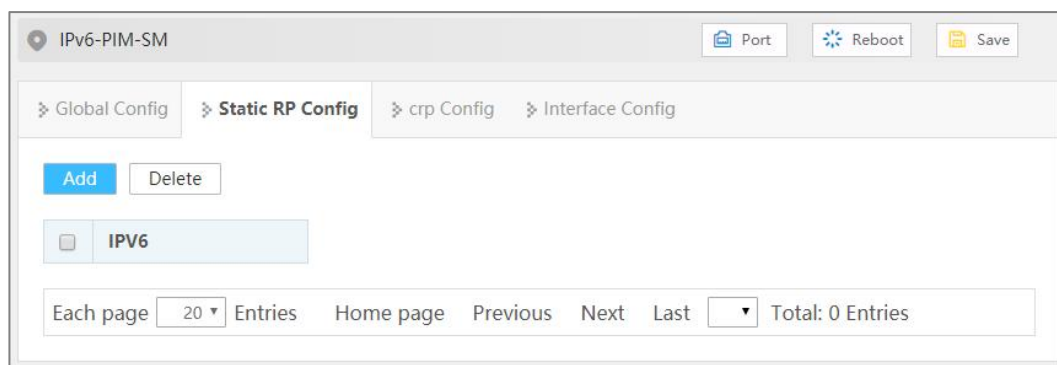 IPv6-PIM-SM Port Reboot Save
Global Config Static RP Config crp Config Interface Config
Add Delete
IPV6
Each page 20 Entries Home page Previous Next Last Total: 0 Entries